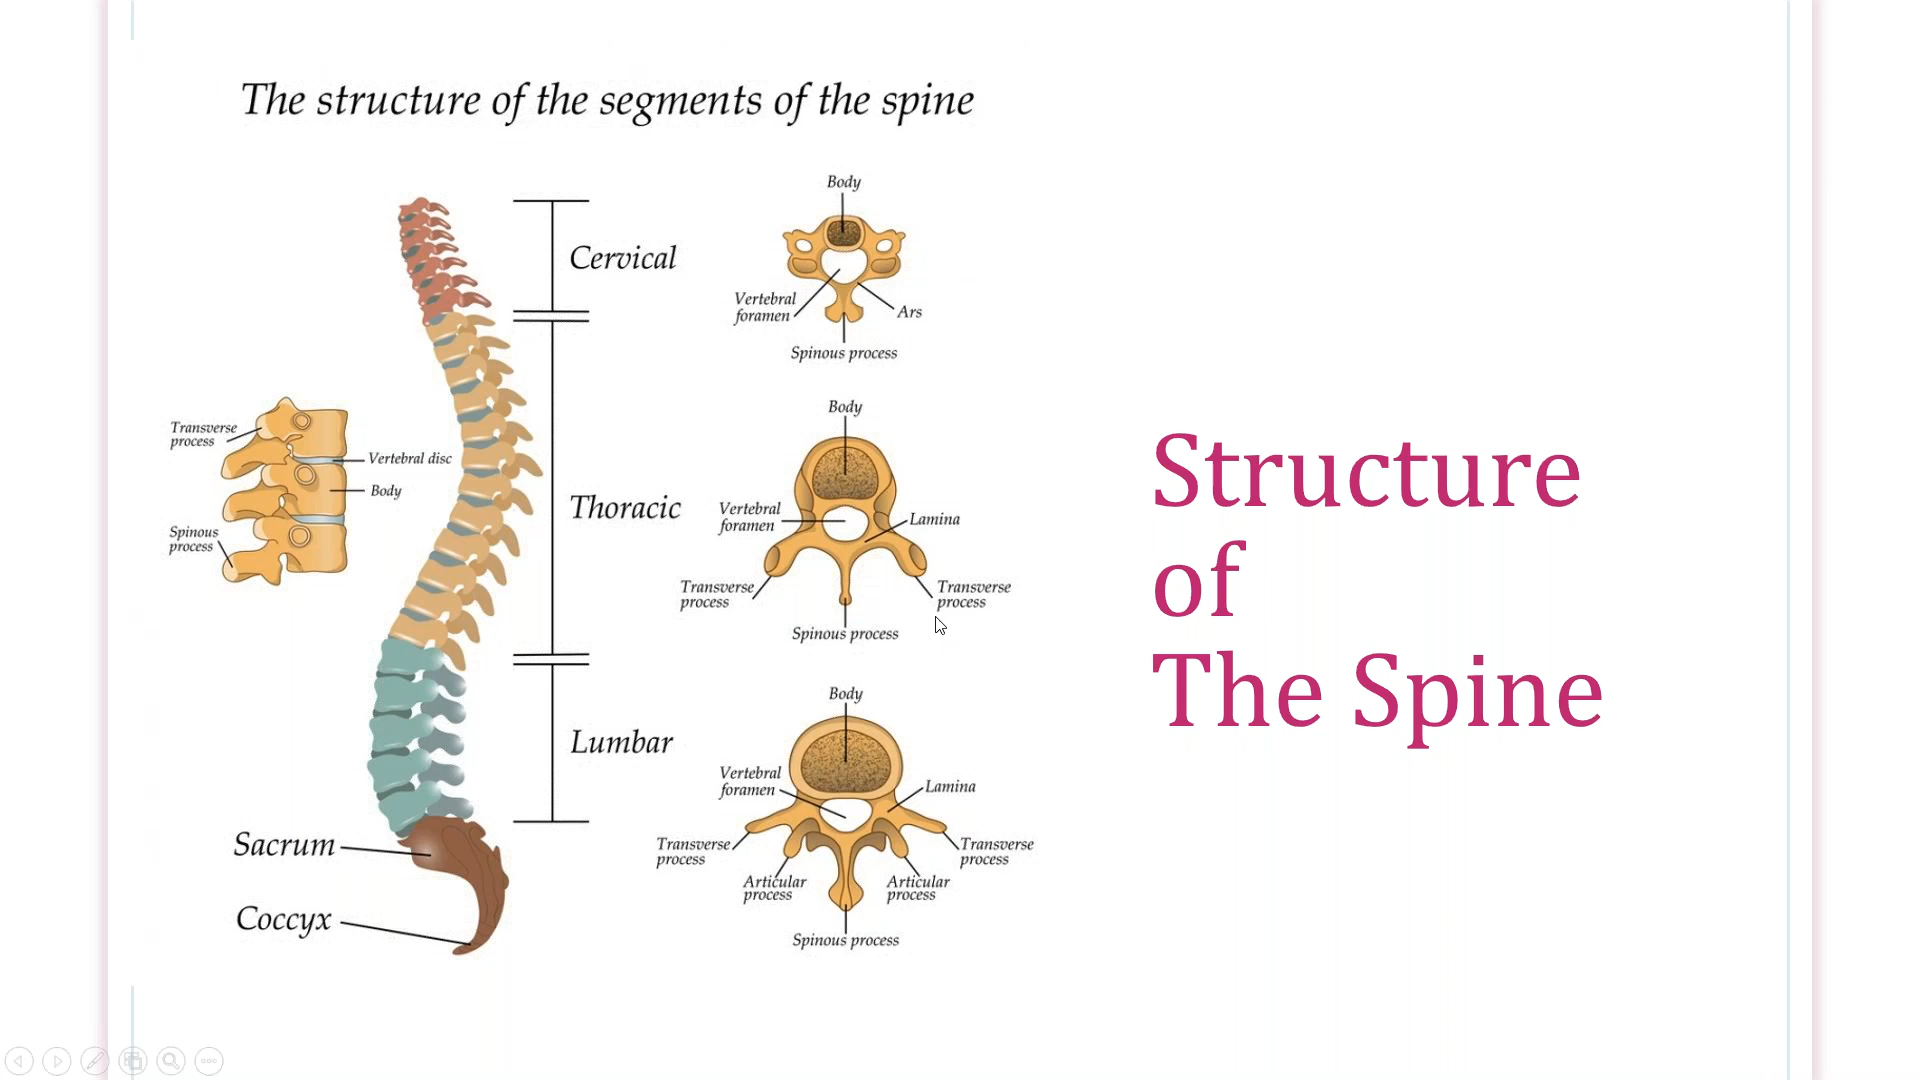 The structure of the segments of the spine
Cervical
Thoracic
Lumbar
Sacrum
Coccyx
Transverse
process
Vertebral disc
Body
Spinous
process
Body
Vertebral
foramen
Ars
Spinous process
Body
Vertebral
foramen
Lamina
Transverse
process
Transverse
process
Spinous process
Body
Vertebral
foramen
Lamina
Transverse
process
Transverse
process
Articular
process
Articular
process
Spinous process
Structure
of
The Spine